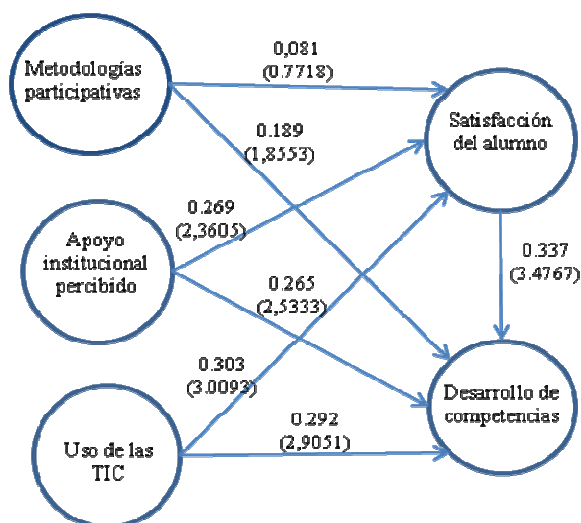 Metodologías
participativas
0,081
(0.7718)
Satisfacción
del alumno
0.189
(1,8553)
0.269
(2,3605)
Apoyo
institucional
percibido
0.337
(3.4767)
0.265
(2,5333)
0.303
(3.0093)
Desarrollo de
competencias
0.292
(2,9051)
Uso de las
TIC